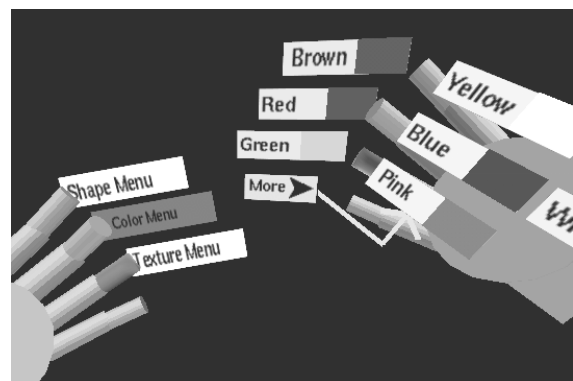 Brown
Yellow
Red
Blue
Green
Pink
More
Shape Menu
Color Menu
Texture Menu